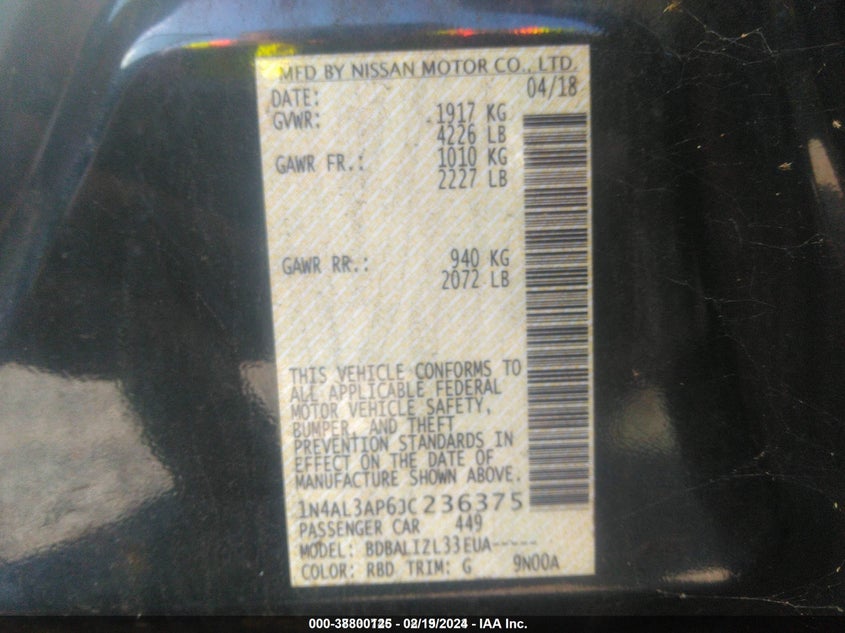 MFD BY NISSAN MOTOR CO., LTD.
DATE: 04/18
GVWR: 1917 KG
4226 LB
GAWR FR.: 1010 KG
2227 LB
GAWR RR.: 940 KG
2072 LB
THIS VEHICLE CONFORMS TO
ALL APPLICABLE FEDERAL
MOTOR VEHICLE SAFETY,
BUMPER, AND THEFT
PREVENTION STANDARDS IN
EFFECT ON THE DATE OF
MANUFACTURE SHOWN ABOVE.
1N4AL3AP6JC236375
PASSENGER CAR 449
MODEL: BDBALIZL33EUA-----
COLOR: RBD TRIM: G 9N00A
02/19/2024 - IAA Inc.